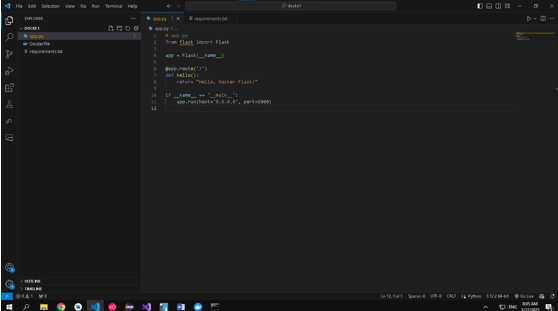 File Edit Selection View Go Run Terminal Help
docker1
EXPLORER
app.py 1
requirements.txt
DOCKE1
app.py 1
DockerFile
requirements.txt
app.py > ...
1 # app.py
2 from flask import Flask
3
4 app = Flask(__name__)
5
6 @app.route('/')
7 def hello():
8 return "Hello, Docker Flask!"
9
10 if __name__ == '__main__':
11 app.run(host='0.0.0.0', port=5000)
12
OUTLINE
TIMELINE
0 1 0
Ln 12, Col 1 Spaces: 4 UTF-8 CRLF Python 3.12.2 64-bit Go Live
ENG
8:05 AM